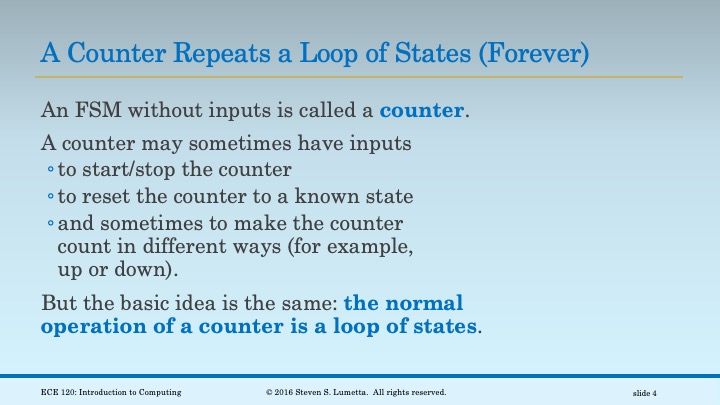 A Counter Repeats a Loop of States (Forever)
An FSM without inputs is called a counter.
A counter may sometimes have inputs
◦to start/stop the counter
◦to reset the counter to a known state
◦and sometimes to make the counter
count in different ways (for example,
up or down).
But the basic idea is the same: the normal
operation of a counter is a loop of states.
ECE 120: Introduction to Computing
© 2016 Steven S. Lumetta. All rights reserved.
slide 4